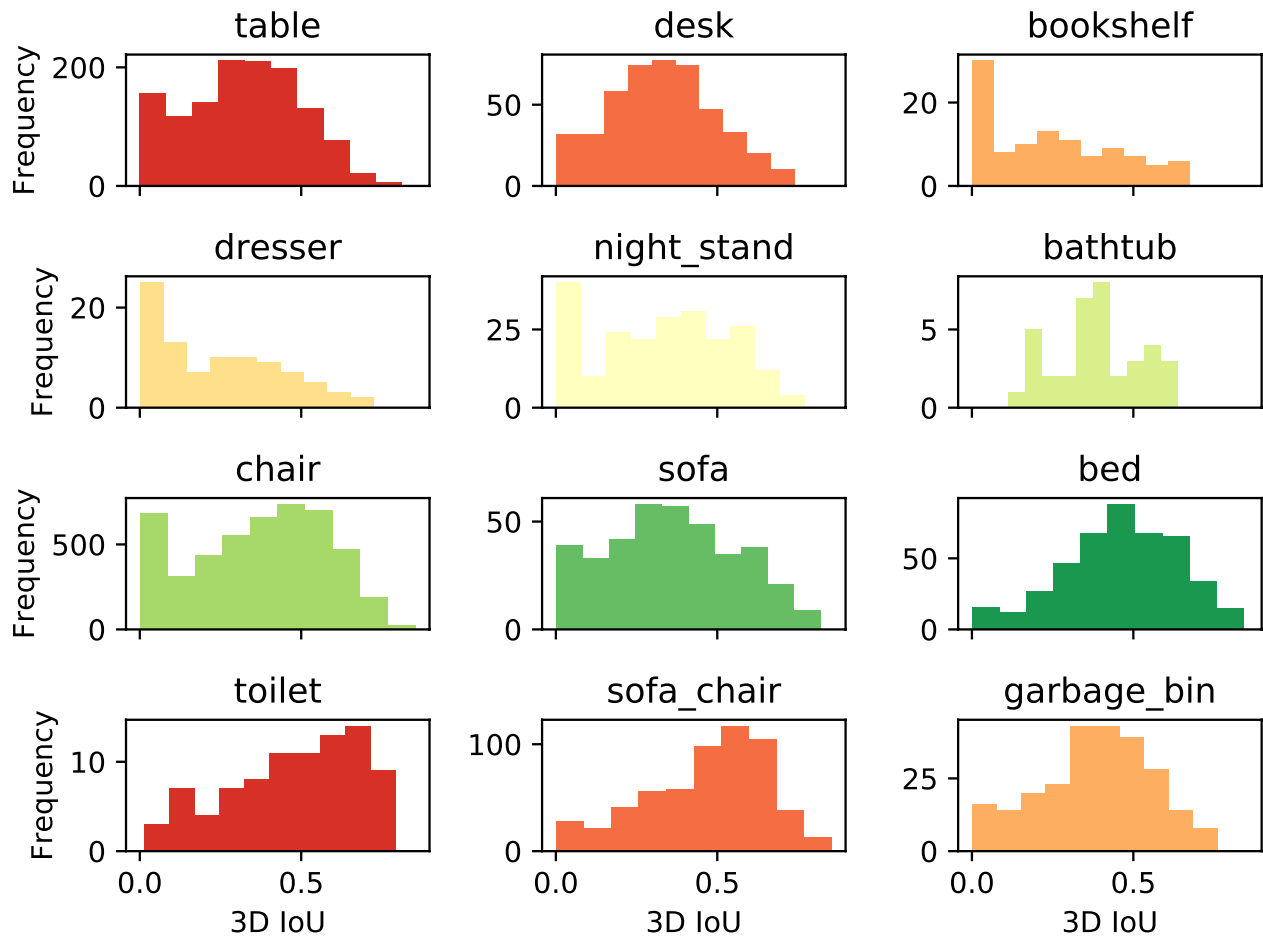 table
desk
bookshelf
Frequency
200
0
50
0
20
0
dresser
night_stand
bathtub
Frequency
20
0
25
0
5
0
chair
sofa
bed
Frequency
500
0
50
0
50
0
toilet
sofa_chair
garbage_bin
Frequency
10
0
100
0
25
0
0.0
0.5
0.0
0.5
0.0
0.5
3D IoU
3D IoU
3D IoU